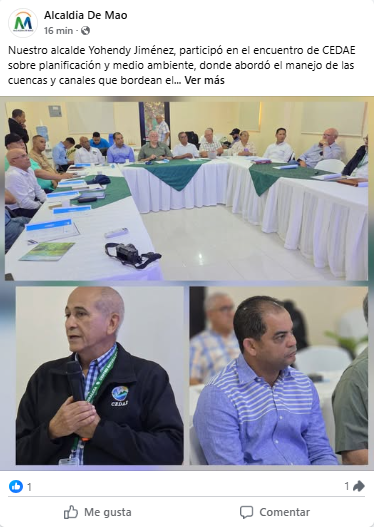 Alcaldía De Mao
16 min ·
Nuestro alcalde Yohendy Jiménez, participó en el encuentro de CEDAE
sobre planificación y medio ambiente, donde abordó el manejo de las
cuencas y canales que bordean el... Ver más
CEDAE
1
1
Me gusta
Comentar